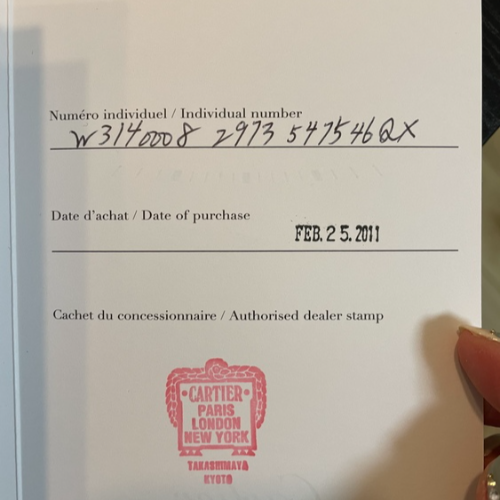 Numéro individuel / Individual number
W3140008 2973 547546QX
Date d'achat / Date of purchase
FEB. 25. 2011
Cachet du concessionnaire / Authorised dealer stamp
•CARTIER•
PARIS
LONDON
NEW YORK
TAKASHIMAYA
KYOTO